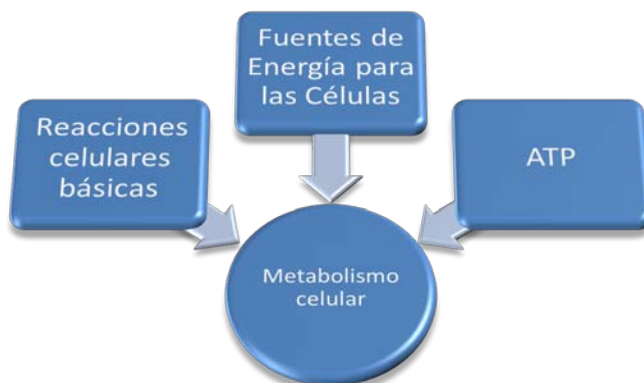 Reacciones
celulares
básicas
Fuentes de
Energía para
las Células
ATP
Metabolismo
celular